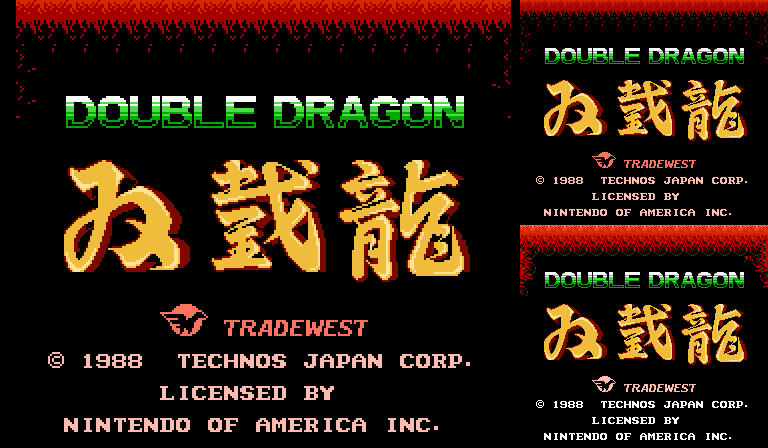 DOUBLE DRAGON
双截龍
TRADEWEST
© 1988 TECHNOS JAPAN CORP.
LICENSED BY
NINTENDO OF AMERICA INC.
DOUBLE DRAGON
双截龍
TRADEWEST
© 1988 TECHNOS JAPAN CORP.
LICENSED BY
NINTENDO OF AMERICA INC.
DOUBLE DRAGON
双截龍
TRADEWEST
© 1988 TECHNOS JAPAN CORP.
LICENSED BY
NINTENDO OF AMERICA INC.